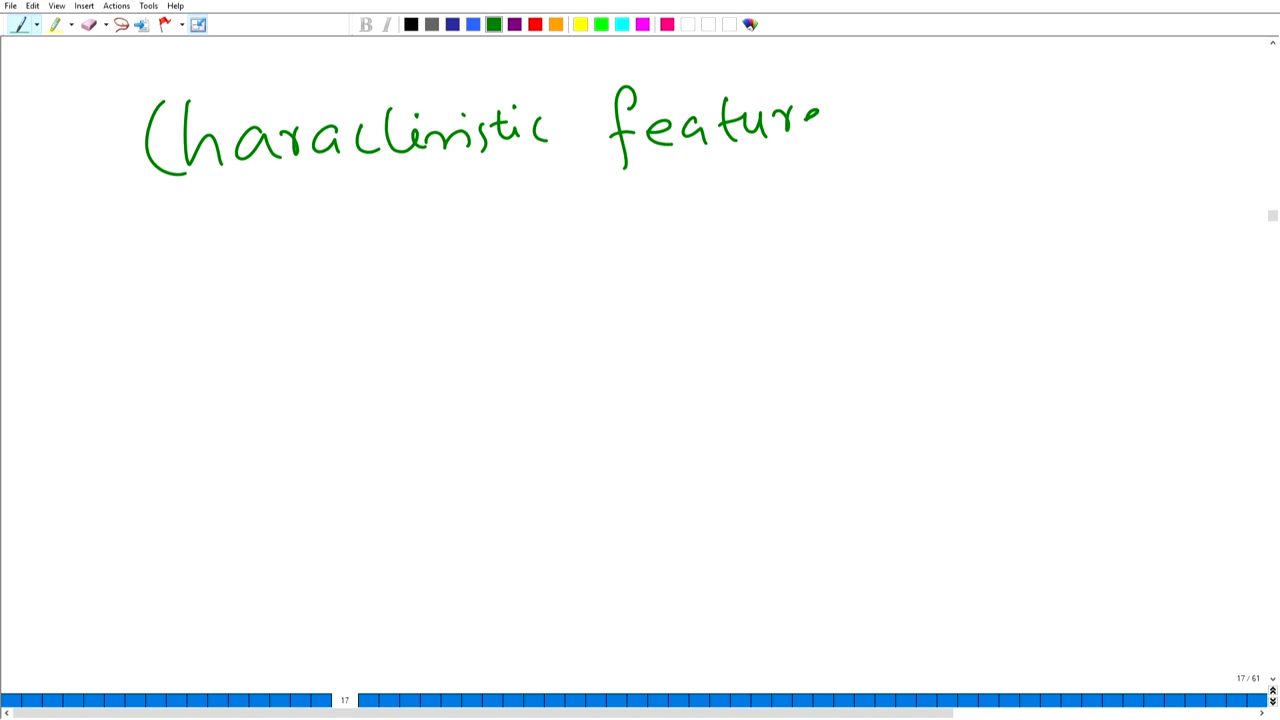 File Edit View Insert Actions Tools Help
B I
Characteristic feature
17 / 61
17